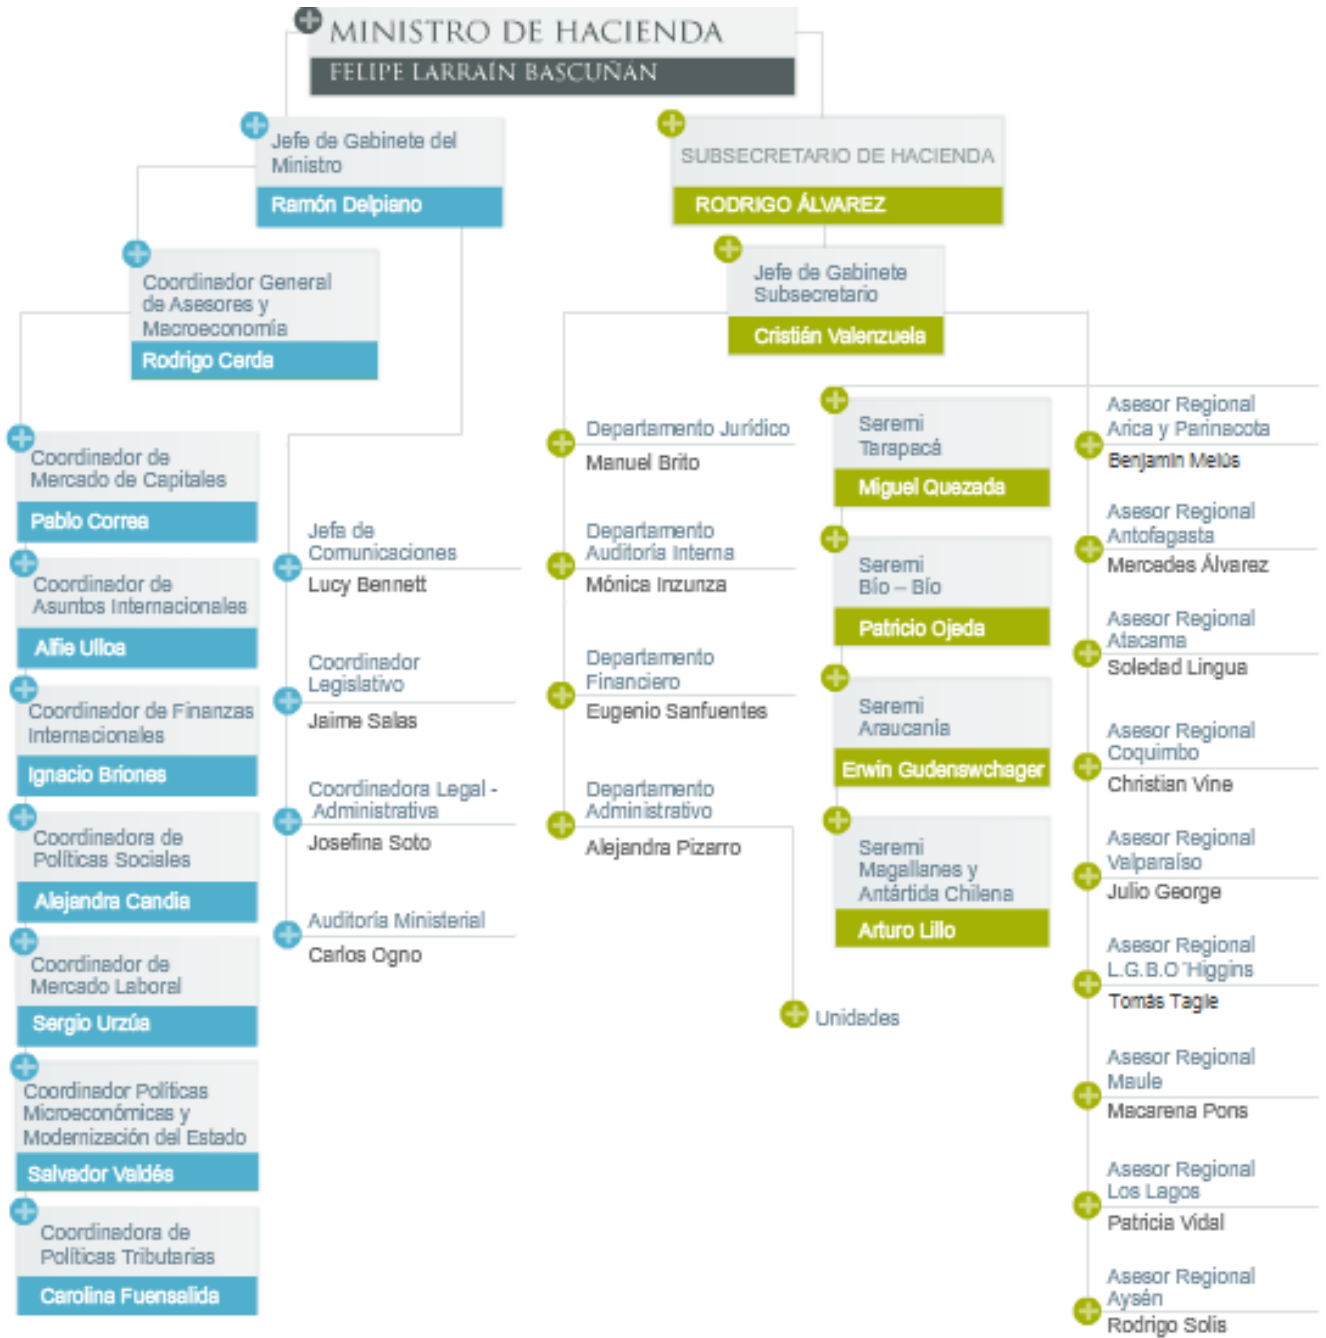 MINISTRO DE HACIENDA
FELIPE LARRAÍN BASCUÑÁN
Jefe de Gabinete del
Ministro
Ramón Delpiano
SUBSECRETARIO DE HACIENDA
RODRIGO ÁLVAREZ
Coordinador General
de Asesores y
Macroeconomía
Rodrigo Cerda
Jefe de Gabinete
Subsecretario
Cristián Valenzuela
Coordinador de
Mercado de Capitales
Pablo Correa
Coordinador de
Asuntos Internacionales
Alfie Ulloa
Coordinador de Finanzas
Internacionales
Ignacio Briones
Coordinadora de
Políticas Sociales
Alejandra Candia
Coordinador de
Mercado Laboral
Sergio Urzúa
Coordinador Políticas
Microeconómicas y
Modernización del Estado
Salvador Valdés
Coordinadora de
Políticas Tributarias
Carolina Fuensalida
Jefa de
Comunicaciones
Lucy Bennett
Coordinador
Legislativo
Jaime Salas
Coordinadora Legal -
Administrativa
Josefina Soto
Auditoría Ministerial
Carlos Ogno
Departamento Jurídico
Manuel Brito
Departamento
Auditoría Interna
Mónica Inzunza
Departamento
Financiero
Eugenio Sanfuentes
Departamento
Administrativo
Alejandra Pizarro
Unidades
Seremi
Tarapacá
Miguel Quezada
Seremi
Bío – Bío
Patricio Ojeda
Seremi
Araucanía
Erwin Gudenswchager
Seremi
Magallanes y
Antártida Chilena
Arturo Lillo
Asesor Regional
Arica y Parinacota
Benjamin Melús
Asesor Regional
Antofagasta
Mercedes Álvarez
Asesor Regional
Atacama
Soledad Lingua
Asesor Regional
Coquimbo
Christian Vine
Asesor Regional
Valparaíso
Julio George
Asesor Regional
L.G.B.O´Higgins
Tomás Tagle
Asesor Regional
Maule
Macarena Pons
Asesor Regional
Los Lagos
Patricia Vidal
Asesor Regional
Aysén
Rodrigo Solis